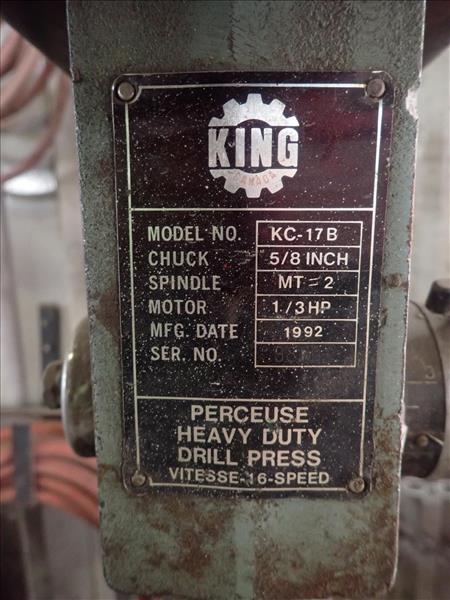 KING
CANADA
MODEL NO. KC-17B
CHUCK 5/8 INCH
SPINDLE MT=2
MOTOR 1/3HP
MFG. DATE 1992
SER. NO.
PERCEUSE
HEAVY DUTY
DRILL PRESS
VITESSE-16-SPEED